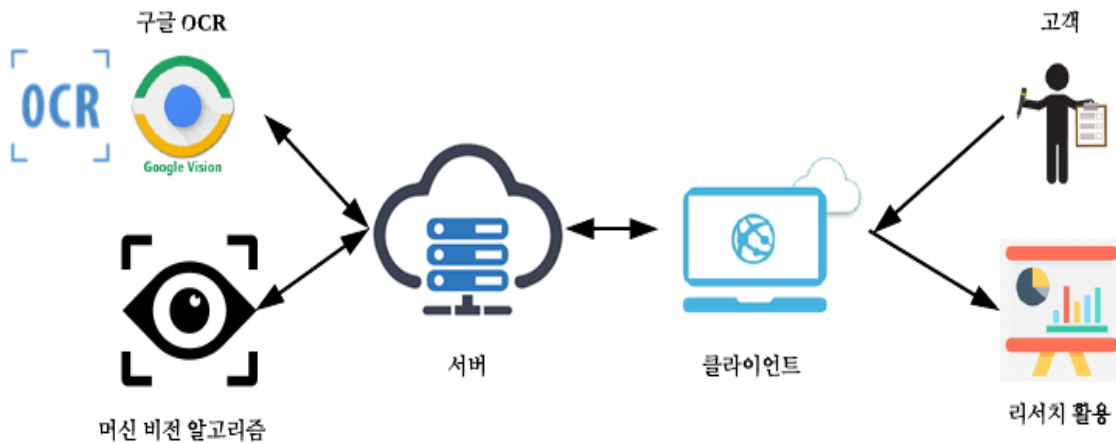 구글 OCR
고객
OCR
Google Vision
서버
클라이언트
머신 비전 알고리즘
리서치 활용